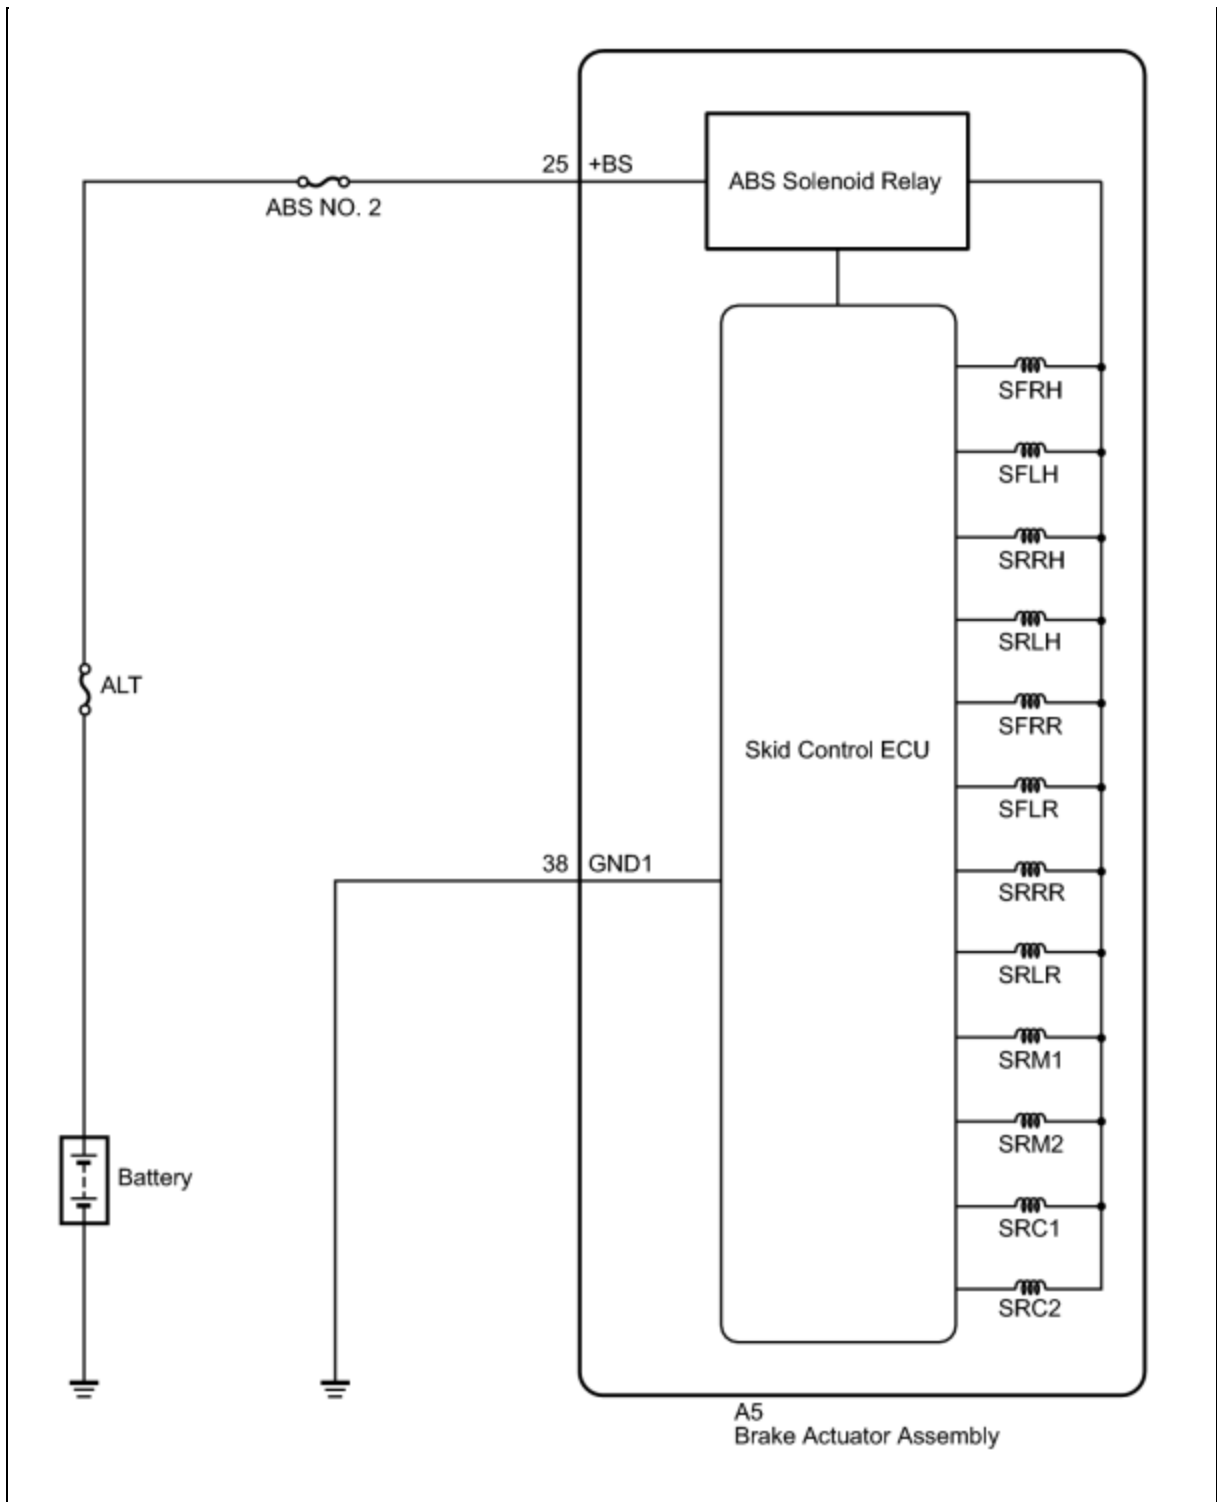 25 +BS
ABS Solenoid Relay
ABS NO. 2
SFRH
SFLH
SRRH
SRLH
ALT
SFRR
Skid Control ECU
SFLR
38 GND1
SRRR
SRLR
SRM1
SRM2
Battery
SRC1
SRC2
A5
Brake Actuator Assembly